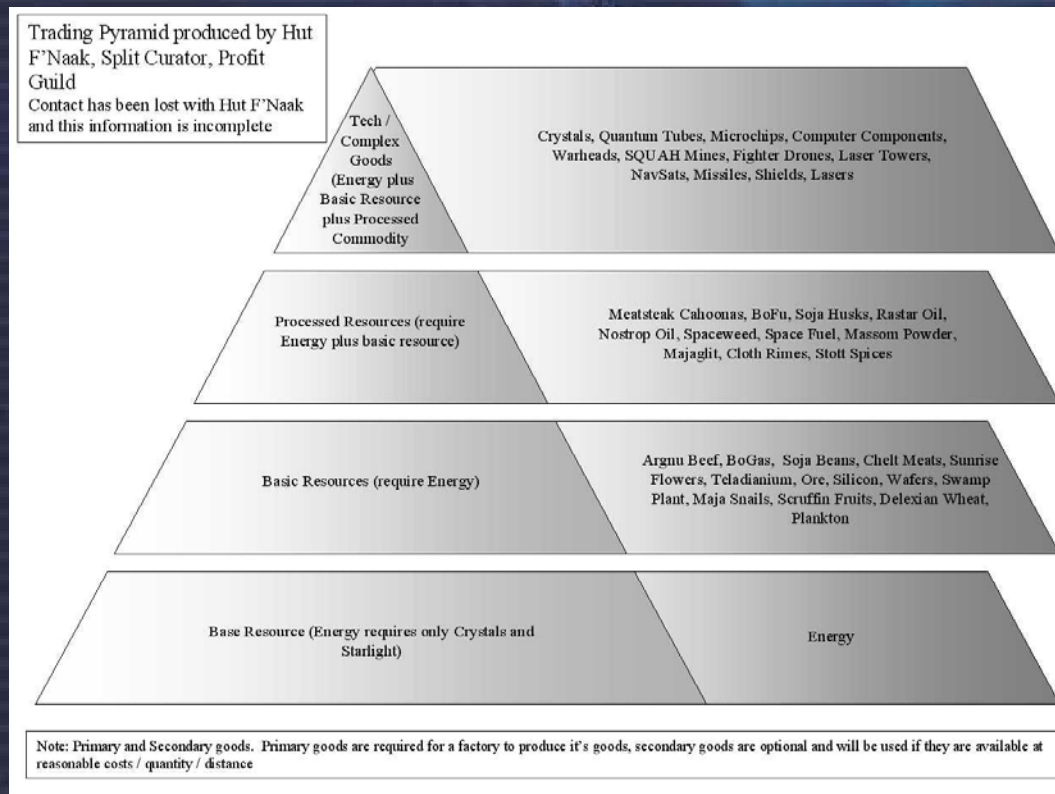 Trading Pyramid produced by Hut
F'Naak, Split Curator, Profit
Guild
Contact has been lost with Hut F'Naak
and this information is incomplete
Tech /
Complex
Goods
(Energy plus
Basic Resource
plus Processed
Commodity
Crystals, Quantum Tubes, Microchips, Computer Components,
Warheads, SQUAH Mines, Fighter Drones, Laser Towers,
NavSats, Missiles, Shields, Lasers
Processed Resources (require
Energy plus basic resource)
Meatsteak Cahoonas, BoFu, Soja Husks, Rastar Oil,
Nostrop Oil, Spaceweed, Space Fuel, Massom Powder,
Majaglit, Cloth Rimes, Stott Spices
Basic Resources (require Energy)
Argnu Beef, BoGas, Soja Beans, Chelt Meats, Sunrise
Flowers, Teladianium, Ore, Silicon, Wafers, Swamp
Plant, Maja Snails, Scruffin Fruits, Delexian Wheat,
Plankton
Base Resource (Energy requires only Crystals and
Starlight)
Energy
Note: Primary and Secondary goods. Primary goods are required for a factory to produce it's goods, secondary goods are optional and will be used if they are available at
reasonable costs / quantity / distance